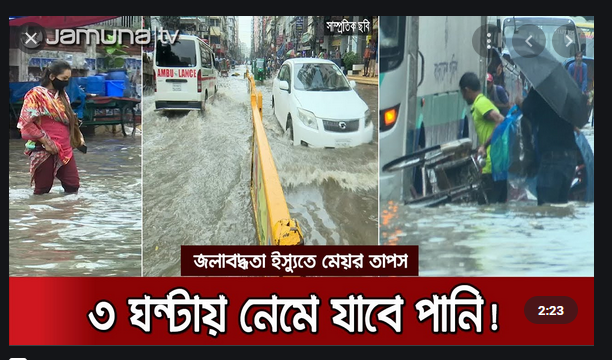 Jamuna tv
সাম্প্রতিক ছবি
AMBULANCE
জলাবদ্ধতা ইস্যুতে মেয়র তাপস
৩ ঘন্টায় নেমে যাবে পানি!
2:23